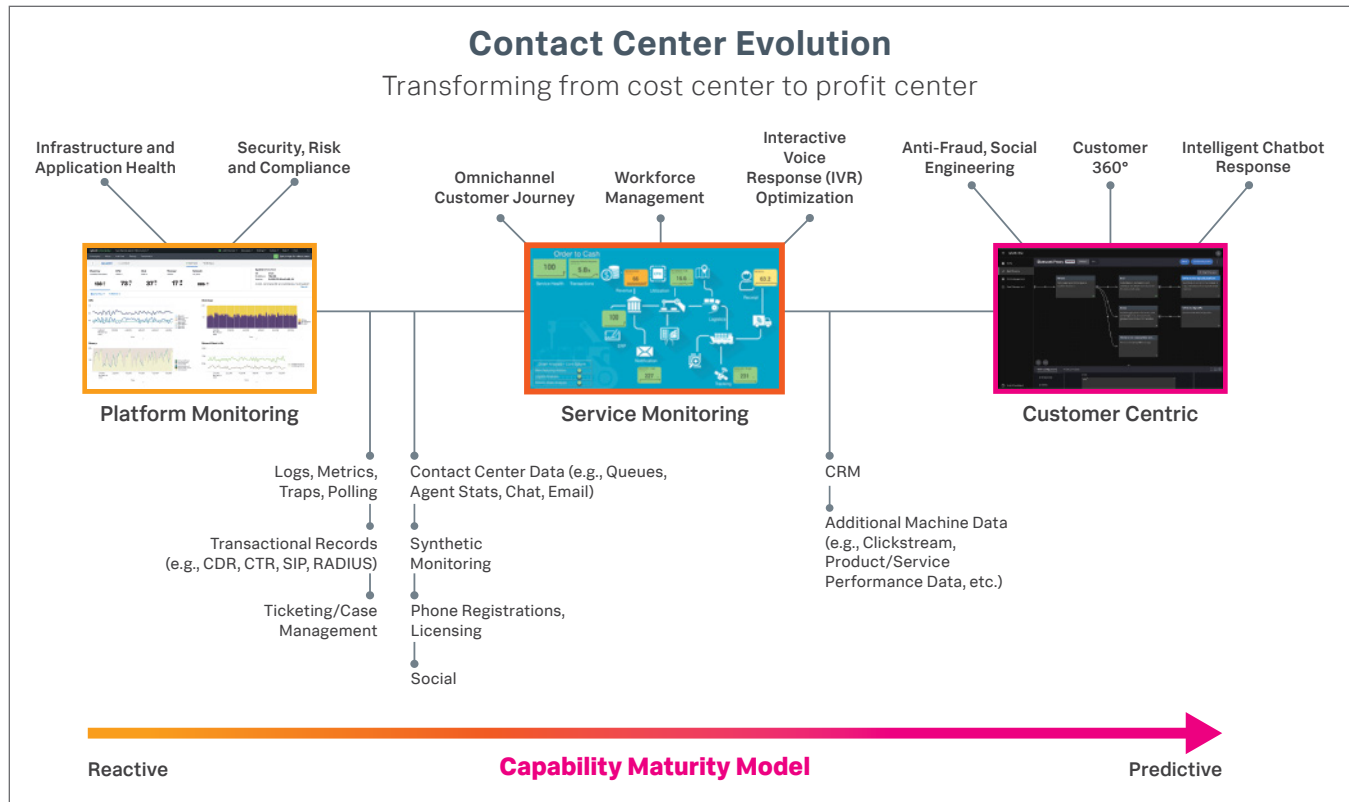 Contact Center Evolution
Transforming from cost center to profit center
Infrastructure and
Application Health
Security, Risk
and Compliance
Omnichannel
Customer Journey
Workforce
Management
Interactive
Voice
Response (IVR)
Optimization
Anti-Fraud, Social
Engineering
Customer
360°
Intelligent Chatbot
Response
Order to Cash
Platform Monitoring
Service Monitoring
Customer Centric
Logs, Metrics,
Traps, Polling
Transactional Records
(e.g., CDR, CTR, SIP, RADIUS)
Ticketing/Case
Management
Contact Center Data (e.g., Queues,
Agent Stats, Chat, Email)
Synthetic
Monitoring
Phone Registrations,
Licensing
Social
CRM
Additional Machine Data
(e.g., Clickstream,
Product/Service
Performance Data, etc.)
Reactive
Capability Maturity Model
Predictive